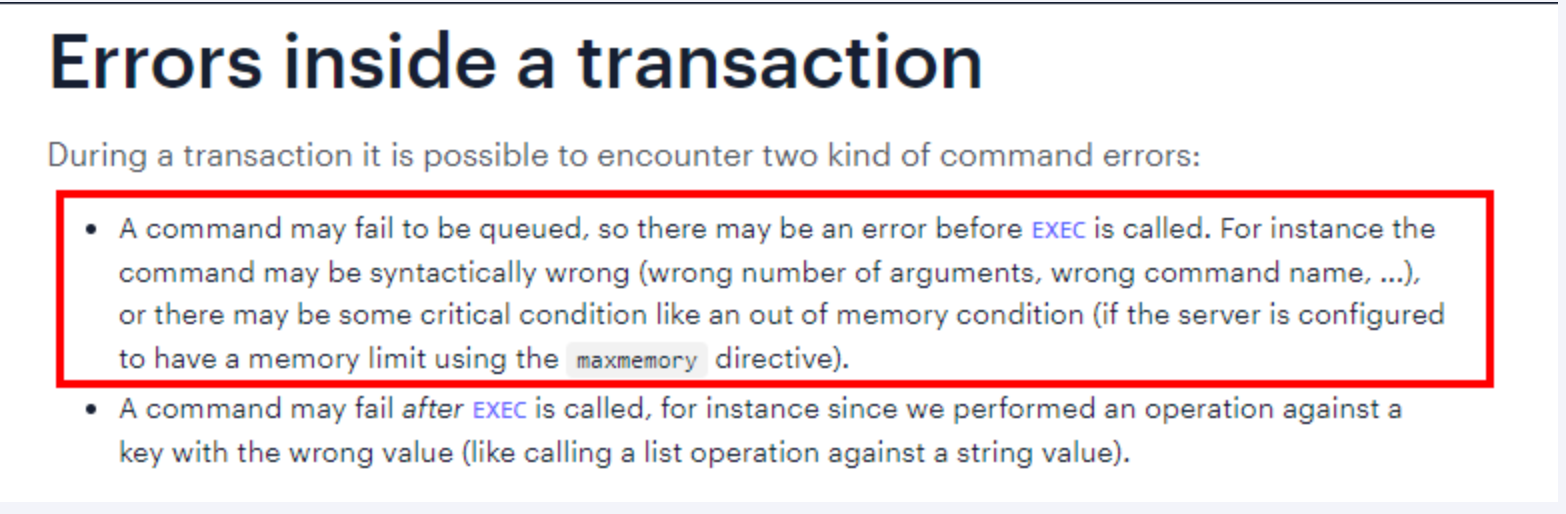 Errors inside a transaction
During a transaction it is possible to encounter two kind of command errors:
• A command may fail to be queued, so there may be an error before EXEC is called. For instance the
command may be syntactically wrong (wrong number of arguments, wrong command name, ...),
or there may be some critical condition like an out of memory condition (if the server is configured
to have a memory limit using the maxmemory directive).
• A command may fail after EXEC is called, for instance since we performed an operation against a
key with the wrong value (like calling a list operation against a string value).